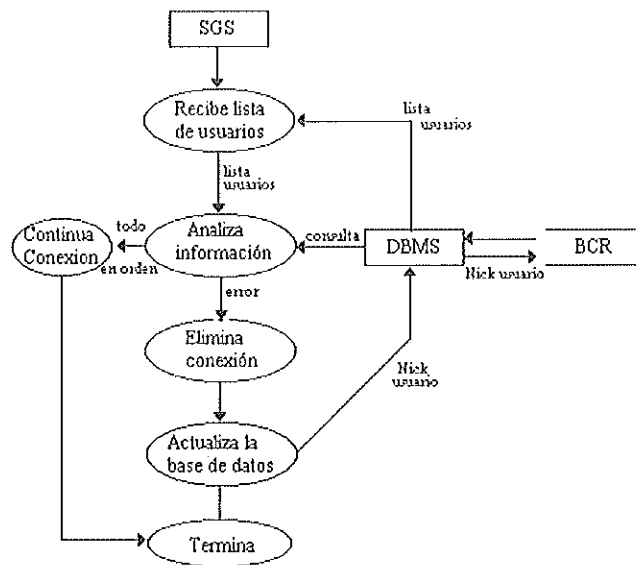 SGS
Recibe lista
de usuarios
lista
usuarios
lista
usuarios
Continua
Conexion
todo
en orden
Analiza
información
consulta
DBMS
BCR
Nick usuario
error
Elimina
conexión
Nick
usuario
Actualiza la
base de datos
Termina